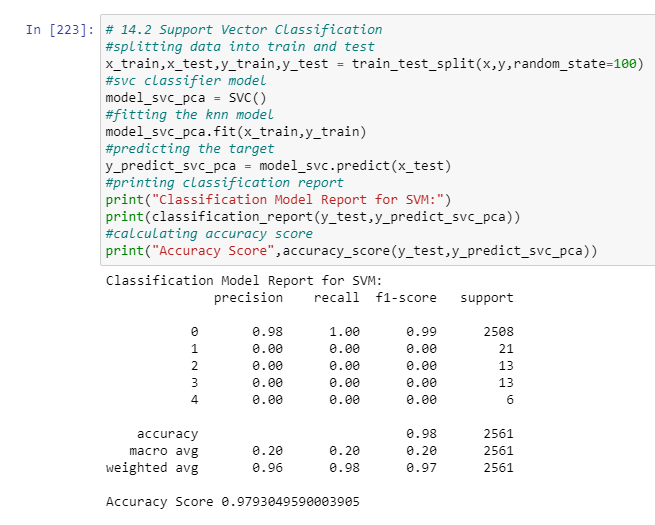 In [223]: # 14.2 Support Vector Classification
#splitting data into train and test
x_train,x_test,y_train,y_test = train_test_split(x,y,random_state=100)
#svc classifier model
model_svc_pca = SVC()
#fitting the knn model
model_svc_pca.fit(x_train,y_train)
#predicting the target
y_predict_svc_pca = model_svc.predict(x_test)
#printing classification report
print("Classification Model Report for SVM:")
print(classification_report(y_test,y_predict_svc_pca))
#calculating accuracy score
print("Accuracy Score",accuracy_score(y_test,y_predict_svc_pca))
Classification Model Report for SVM:
precision recall f1-score support
0 0.98 1.00 0.99 2508
1 0.00 0.00 0.00 21
2 0.00 0.00 0.00 13
3 0.00 0.00 0.00 13
4 0.00 0.00 0.00 6
accuracy 0.98 2561
macro avg 0.20 0.20 0.20 2561
weighted avg 0.96 0.98 0.97 2561
Accuracy Score 0.9793049590003905